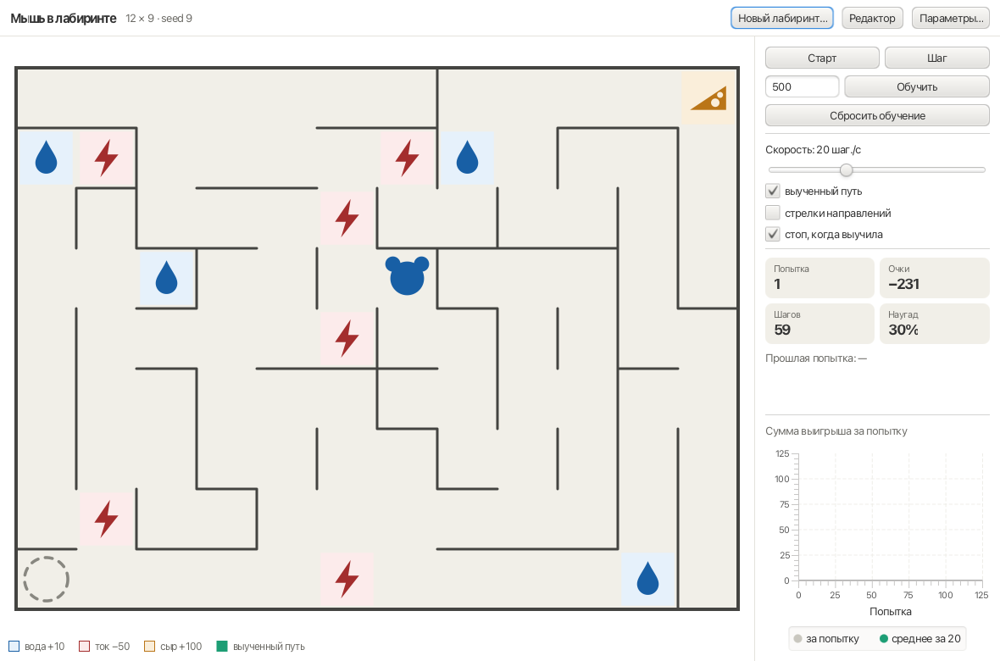 Мышь в лабиринте 12 × 9 · seed 9
Новый лабиринт... Редактор Параметры...
Старт Шаг
500 Обучить
Сбросить обучение
Скорость: 20 шаг./с
выученный путь
стрелки направлений
стоп, когда выучила
Попытка Очки
1 −231
Шагов Наугад
59 30%
Прошлая попытка: —
Сумма выигрыша за попытку
125
100
75
50
25
0
0 25 50 75 100 125
Попытка
за попытку среднее за 20
вода +10 ток −50 сыр +100 выученный путь